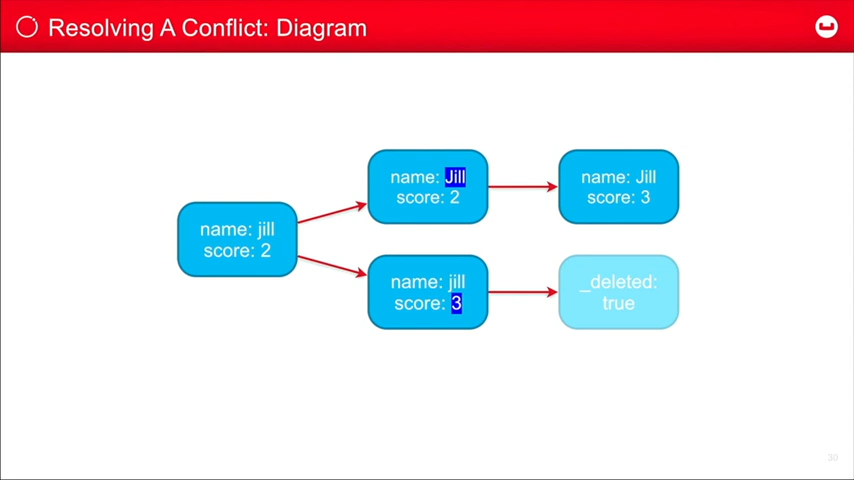 Resolving A Conflict: Diagram
name: jill
score: 2
name: Jill
score: 2
name: Jill
score: 3
name: jill
score: 3
_deleted:
true
30